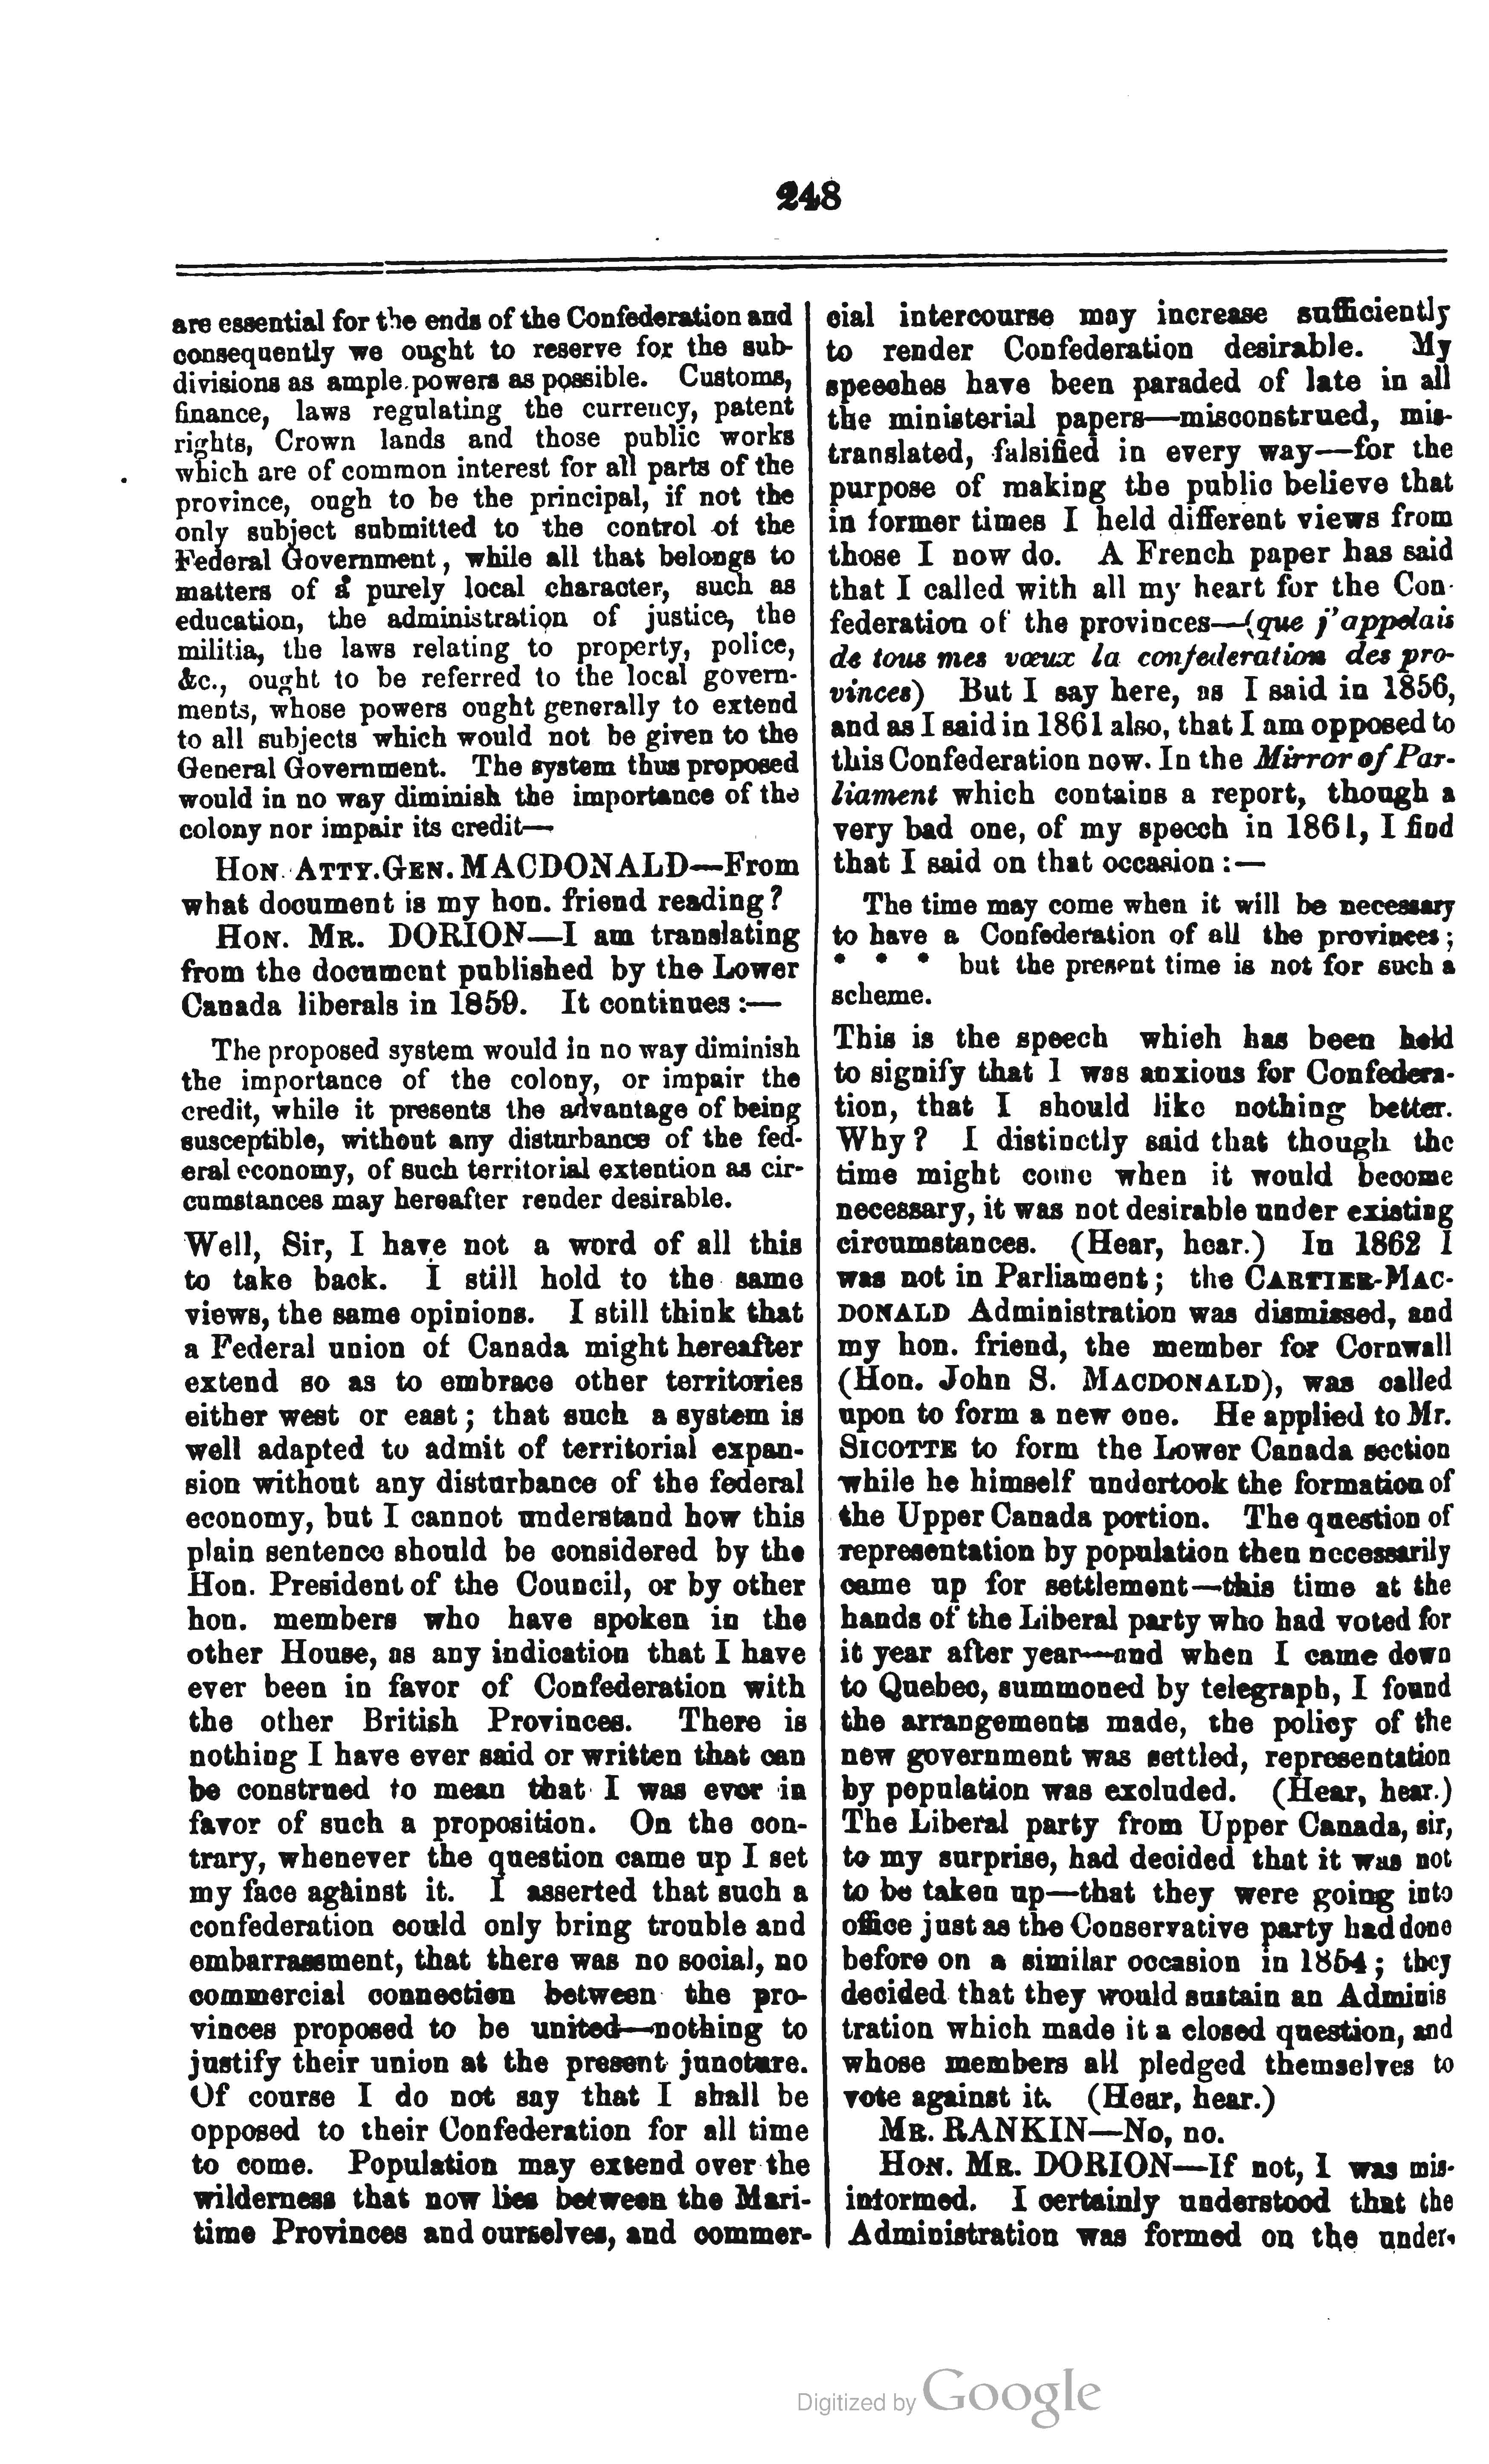 248
are essential for the ends of the Confederation and
consequently we ought to reserve for the sub-
divisions as ample powers as possible. Customs,
finance, laws regulating the currency, patent
rights, Crown lands and those public works
which are of common interest for all parts of the
province, ough to be the principal, if not the
only subject submitted to the control of the
Federal Government, while all that belongs to
matters of a purely local character, such as
education, the administration of justice, the
militia, the laws relating to property, police,
&c., ought to be referred to the local govern-
ments, whose powers ought generally to extend
to all subjects which would not be given to the
General Government. The system thus proposed
would in no way diminish the importance of the
colony nor impair its credit—
HON. ATTY. GEN. MACDONALD—From
what document is my hon. friend reading?
HON. MR. DORION—I am translating
from the document published by the Lower
Canada liberals in 1859. It continues:—
The proposed system would in no way diminish
the importance of the colony, or impair the
credit, while it presents the advantage of being
susceptible, without any disturbance of the fed-
eral economy, of such territorial extention as cir-
cumstances may hereafter render desirable.
Well, Sir, I have not a word of all this
to take back. I still hold to the same
views, the same opinions. I still think that
a Federal union of Canada might hereafter
extend so as to embrace other territories
either west or east; that such a system is
well adapted to admit of territorial expan-
sion without any disturbance of the federal
economy, but I cannot understand how this
plain sentence should be considered by the
Hon. President of the Council, or by other
hon. members who have spoken in the
other House, as any indication that I have
ever been in favor of Confederation with
the other British Provinces. There is
nothing I have ever said or written that can
be construed to mean that I was ever in
favor of such a proposition. On the con-
trary, whenever the question came up I set
my face against it. I asserted that such a
confederation could only bring trouble and
embarrassment, that there was no social, no
commercial connection between the pro-
vinces proposed to be united—nothing to
justify their union at the present juncture.
Of course I do not say that I shall be
opposed to their Confederation for all time
to come. Population may extend over the
wilderness that now lies between the Mari-
time Provinces and ourselves, and commer-
cial intercourse may increase sufficiently
to render Confederation desirable. My
speeches have been paraded of late in all
the ministerial papers—misconstrued, mis-
translated, falsified in every way—for the
purpose of making the public believe that
in former times I held different views from
those I now do. A French paper has said
that I called with all my heart for the Con-
federation of the provinces—(que j'appelais
de tous mes vœux la confederation des pro-
vinces) But I say here, as I said in 1856,
and as I said in 1861 also, that I am opposed to
this Confederation now. In the Mirror of Par-
liament which contains a report, though a
very bad one, of my speech in 1861, I find
that I said on that occasion:—
The time may come when it will be necessary
to have a Confederation of all the provinces;
* * * but the present time is not for such a
scheme.
This is the speech which has been held
to signify that I was anxious for Confedera-
tion, that I should like nothing better.
Why? I distinctly said that though the
time might come when it would become
necessary, it was not desirable under existing
circumstances. (Hear, hear.) In 1862 I
was not in Parliament; the CARTIER-MAC-
DONALD Administration was dismissed, and
my hon. friend, the member for Cornwall
(Hon. John S. MACDONALD), was called
upon to form a new one. He applied to Mr.
SICOTTE to form the Lower Canada section
while he himself undertook the formation of
the Upper Canada portion. The question of
representation by population then necessarily
came up for settlement—this time at the
hands of the Liberal party who had voted for
it year after year—and when I came down
to Quebec, summoned by telegraph, I found
the arrangements made, the policy of the
new government was settled, representation
by population was excluded. (Hear, hear.)
The Liberal party from Upper Canada, sir,
to my surprise, had decided that it was not
to be taken up—that they were going into
office just as the Conservative party had done
before on a similar occasion in 1854; they
decided that they would sustain an Adminis
tration which made it a closed question, and
whose members all pledged themselves to
vote against it. (Hear, hear.)
MR. RANKIN—No, no.
HON. MR. DORION—If not, I was mis-
informed. I certainly understood that the
Administration was formed on the under-
Digitized by Google